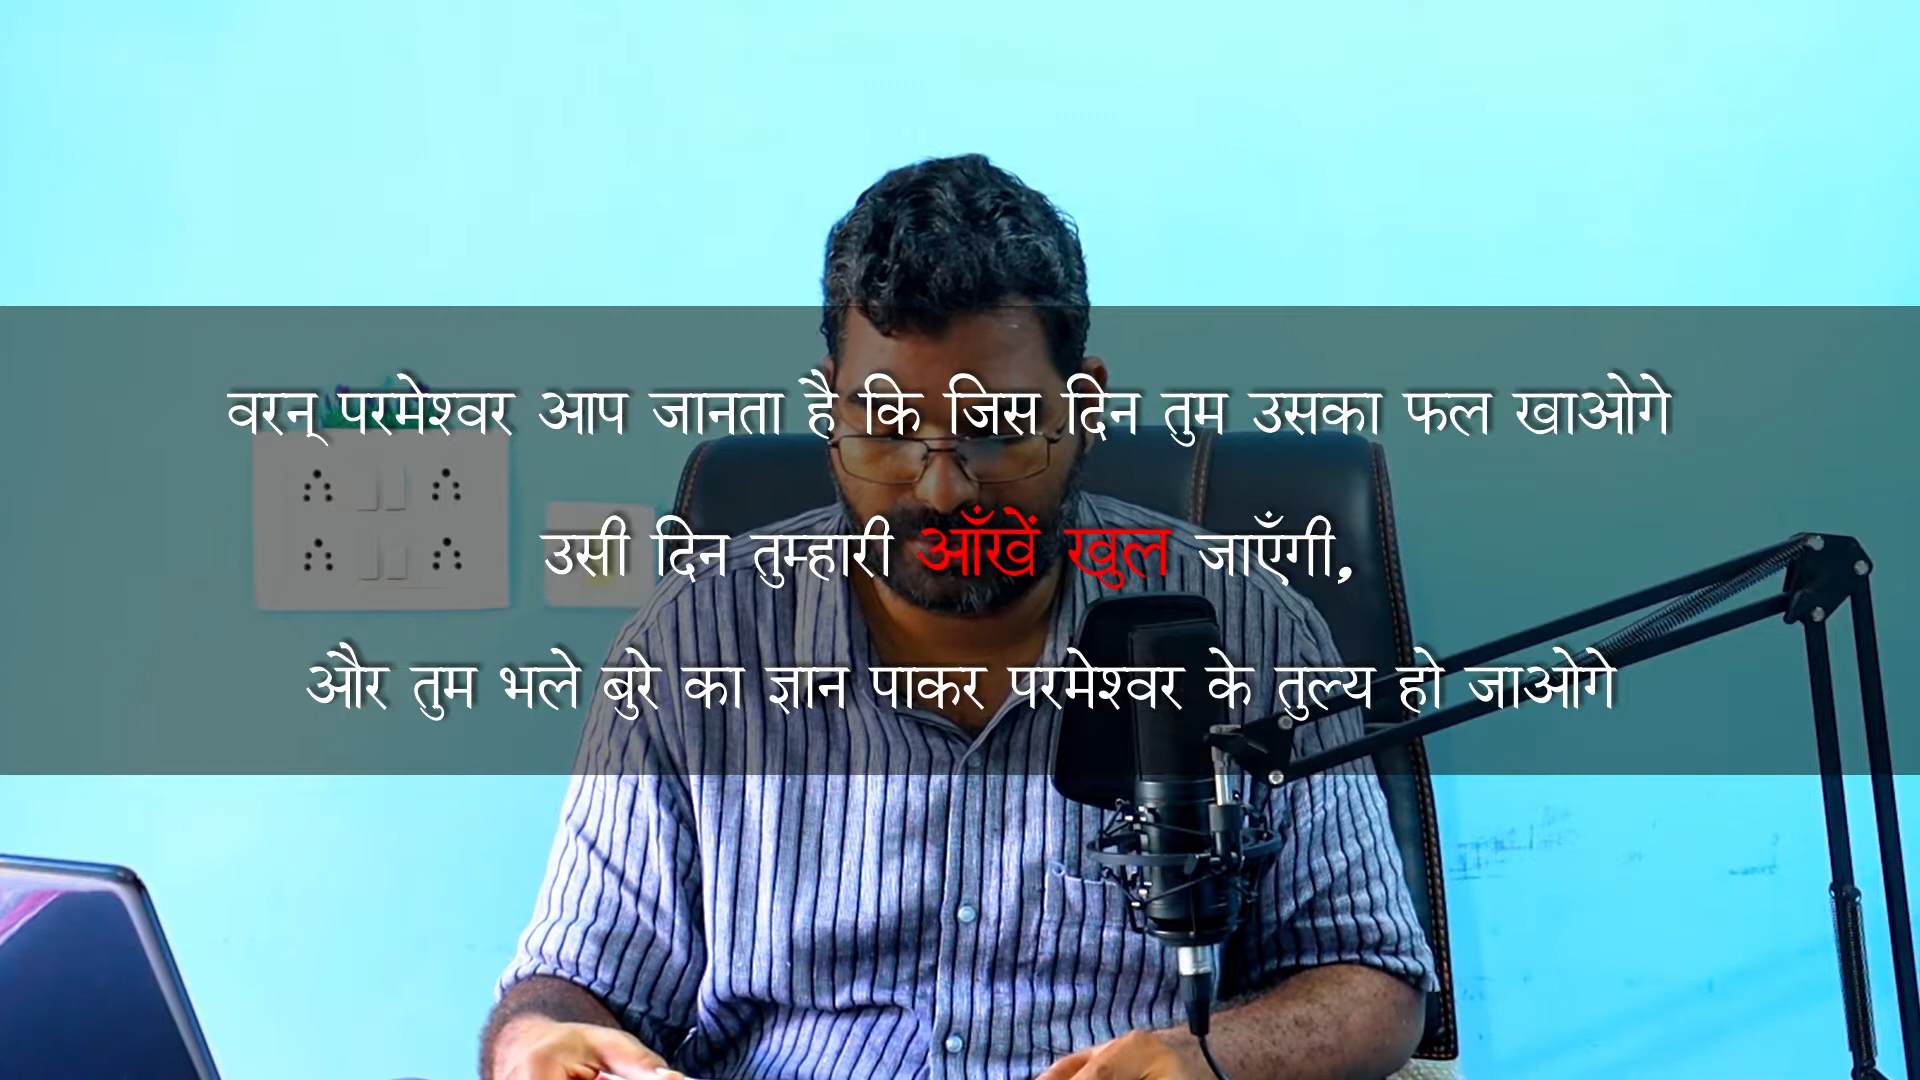 वरन् परमेश्वर आप जानता है कि जिस दिन तुम उसका फल खाओगे
उसी दिन तुम्हारी आँखें खुल जाएँगी,
और तुम भले बुरे का ज्ञान पाकर परमेश्वर के तुल्य हो जाओगे